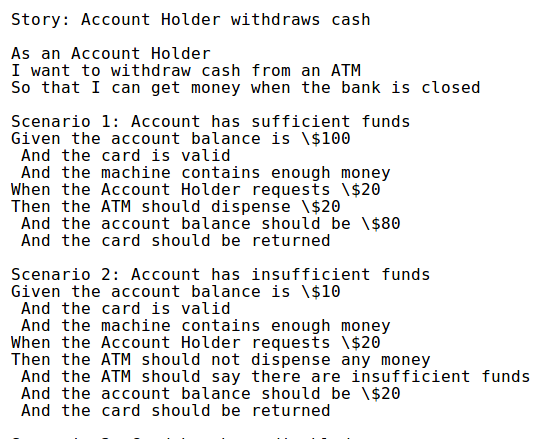 Story: Account Holder withdraws cash

As an Account Holder
I want to withdraw cash from an ATM
So that I can get money when the bank is closed

Scenario 1: Account has sufficient funds
Given the account balance is \$100
 And the card is valid
 And the machine contains enough money
When the Account Holder requests \$20
Then the ATM should dispense \$20
 And the account balance should be \$80
 And the card should be returned

Scenario 2: Account has insufficient funds
Given the account balance is \$10
 And the card is valid
 And the machine contains enough money
When the Account Holder requests \$20
Then the ATM should not dispense any money
 And the ATM should say there are insufficient funds
 And the account balance should be \$20
 And the card should be returned